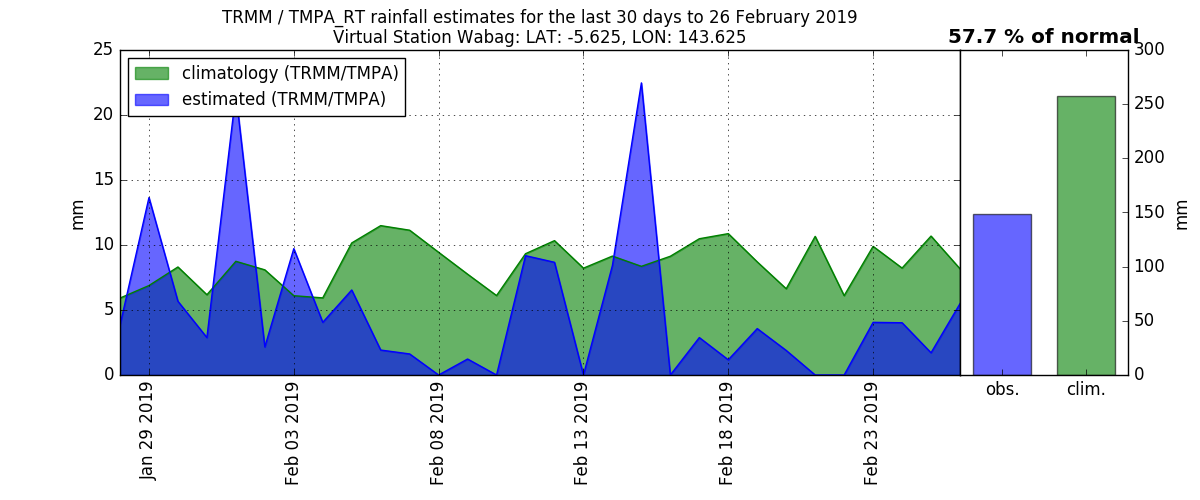 TRMM / TMPA_RT rainfall estimates for the last 30 days to 26 February 2019
Virtual Station Wabag: LAT: -5.625, LON: 143.625
57.7 % of normal
climatology (TRMM/TMPA)
estimated (TRMM/TMPA)
25
20
15
10
5
0
mm
Jan 29 2019
Feb 03 2019
Feb 08 2019
Feb 13 2019
Feb 18 2019
Feb 23 2019
300
250
200
150
100
50
0
mm
obs.
clim.